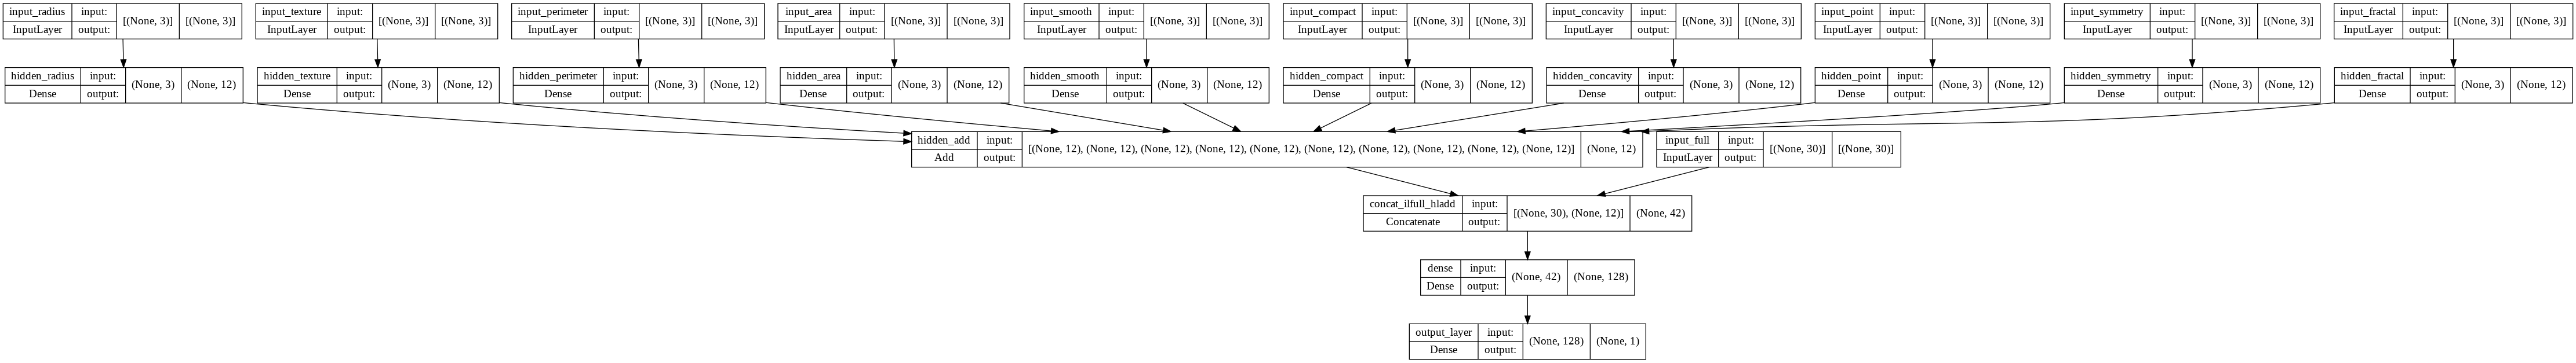 input_radius input: [(None, 3)] [(None, 3)]
InputLayer output:
input_texture input: [(None, 3)] [(None, 3)]
InputLayer output:
input_perimeter input: [(None, 3)] [(None, 3)]
InputLayer output:
input_area input: [(None, 3)] [(None, 3)]
InputLayer output:
input_smooth input: [(None, 3)] [(None, 3)]
InputLayer output:
input_compact input: [(None, 3)] [(None, 3)]
InputLayer output:
input_concavity input: [(None, 3)] [(None, 3)]
InputLayer output:
input_point input: [(None, 3)] [(None, 3)]
InputLayer output:
input_symmetry input: [(None, 3)] [(None, 3)]
InputLayer output:
input_fractal input: [(None, 3)] [(None, 3)]
InputLayer output:
hidden_radius input: (None, 3) (None, 12)
Dense output:
hidden_texture input: (None, 3) (None, 12)
Dense output:
hidden_perimeter input: (None, 3) (None, 12)
Dense output:
hidden_area input: (None, 3) (None, 12)
Dense output:
hidden_smooth input: (None, 3) (None, 12)
Dense output:
hidden_compact input: (None, 3) (None, 12)
Dense output:
hidden_concavity input: (None, 3) (None, 12)
Dense output:
hidden_point input: (None, 3) (None, 12)
Dense output:
hidden_symmetry input: (None, 3) (None, 12)
Dense output:
hidden_fractal input: (None, 3) (None, 12)
Dense output:
hidden_add input: [(None, 12), (None, 12), (None, 12), (None, 12), (None, 12), (None, 12), (None, 12), (None, 12), (None, 12), (None, 12)] (None, 12)
Add output:
input_full input: [(None, 30)] [(None, 30)]
InputLayer output:
concat_ilfull_hladd input: [(None, 30), (None, 12)] (None, 42)
Concatenate output:
dense input: (None, 42) (None, 128)
Dense output:
output_layer input: (None, 128) (None, 1)
Dense output: